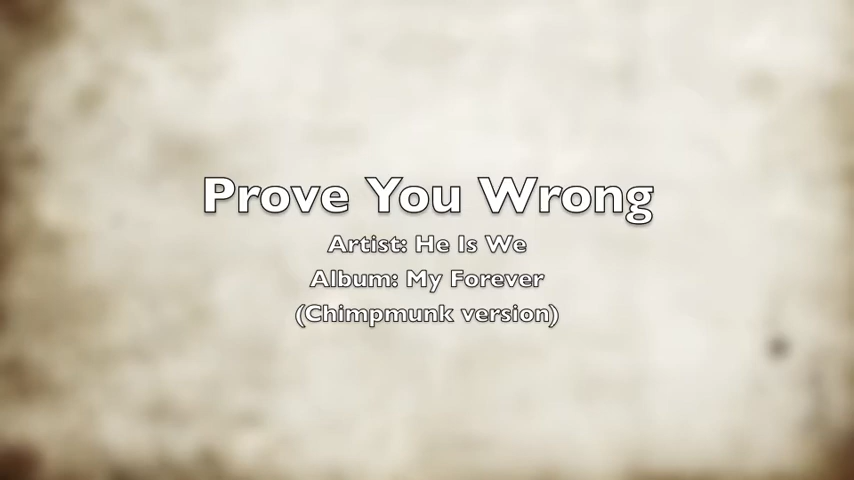 Prove You Wrong
Artist: He Is We
Album: My Forever
(Chimpmunk version)